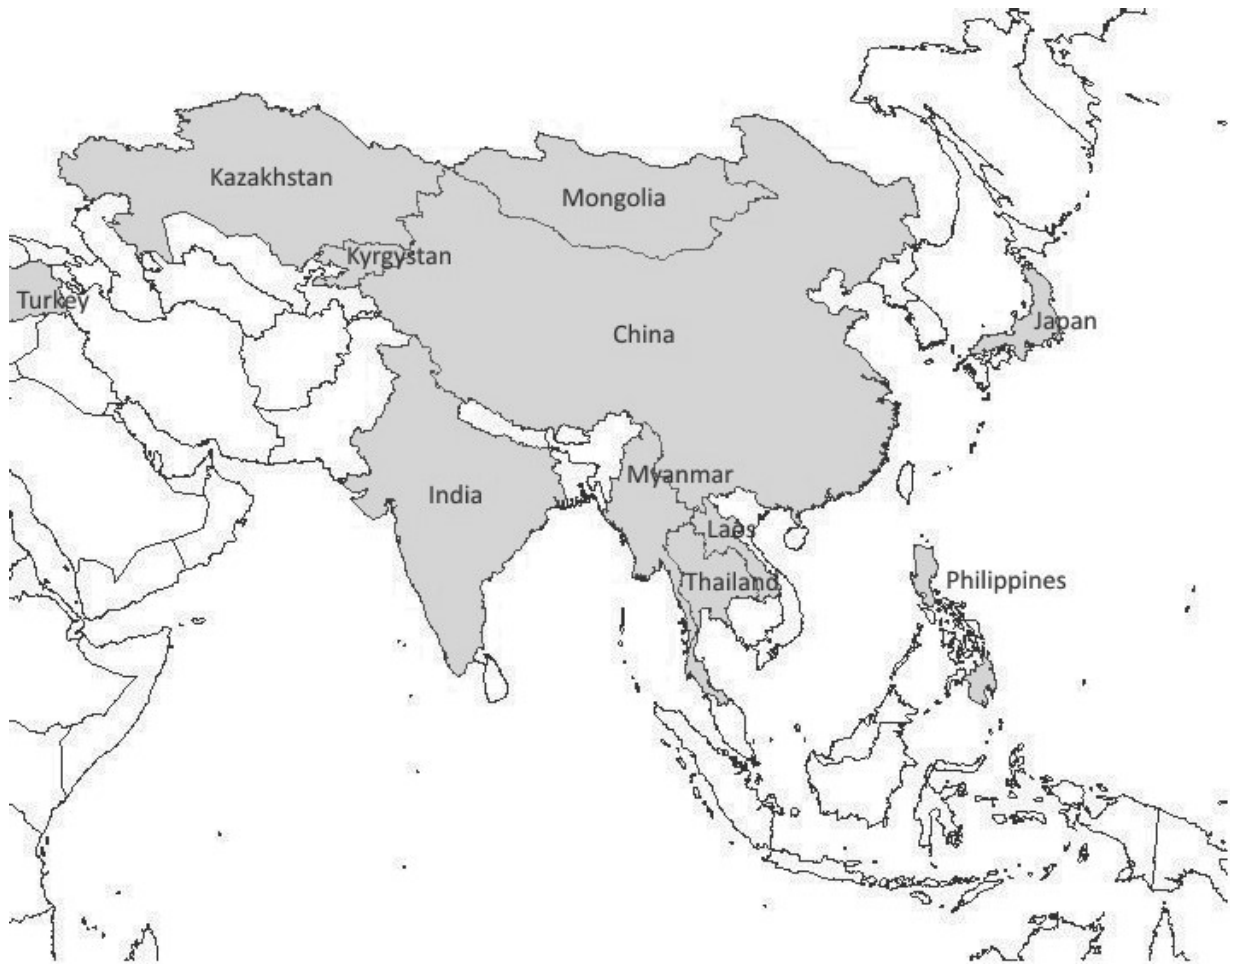 Kazakhstan
Mongolia
Kyrgystan
Turkey
Japan
China
Myanmar
India
Laos
Thailand
Philippines